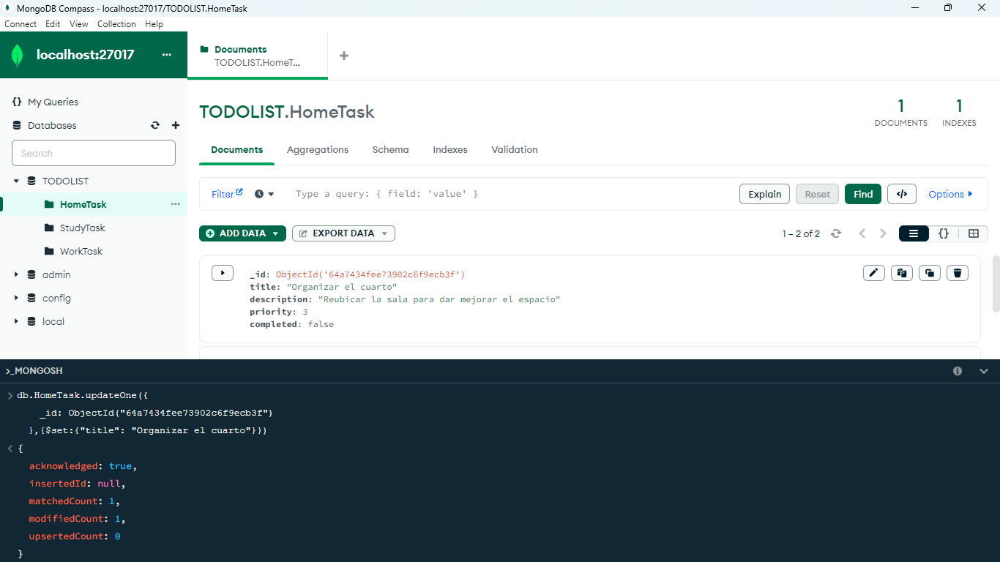 MongoDB Compass - localhost:27017/TODOLIST.HomeTask
Connect Edit View Collection Help
localhost:27017
Documents
TODOLIST.HomeT...
My Queries
Databases
Search
TODOLIST
HomeTask
StudyTask
WorkTask
admin
config
local
TODOLIST.HomeTask
1
DOCUMENTS
1
INDEXES
Documents Aggregations Schema Indexes Validation
Filter Type a query: { field: 'value' } Explain Reset Find </> Options
ADD DATA EXPORT DATA 1 – 2 of 2 {}
_id: ObjectId('64a7434fee73902c6f9ecb3f')
title: "Organizar el cuarto"
description: "Reubicar la sala para dar mejorar el espacio"
priority: 3
completed: false
>_MONGOSH
> db.HomeTask.updateOne({
_id: ObjectId("64a7434fee73902c6f9ecb3f")
},{$set:{"title": "Organizar el cuarto"}})
< {
acknowledged: true,
insertedId: null,
matchedCount: 1,
modifiedCount: 1,
upsertedCount: 0
}